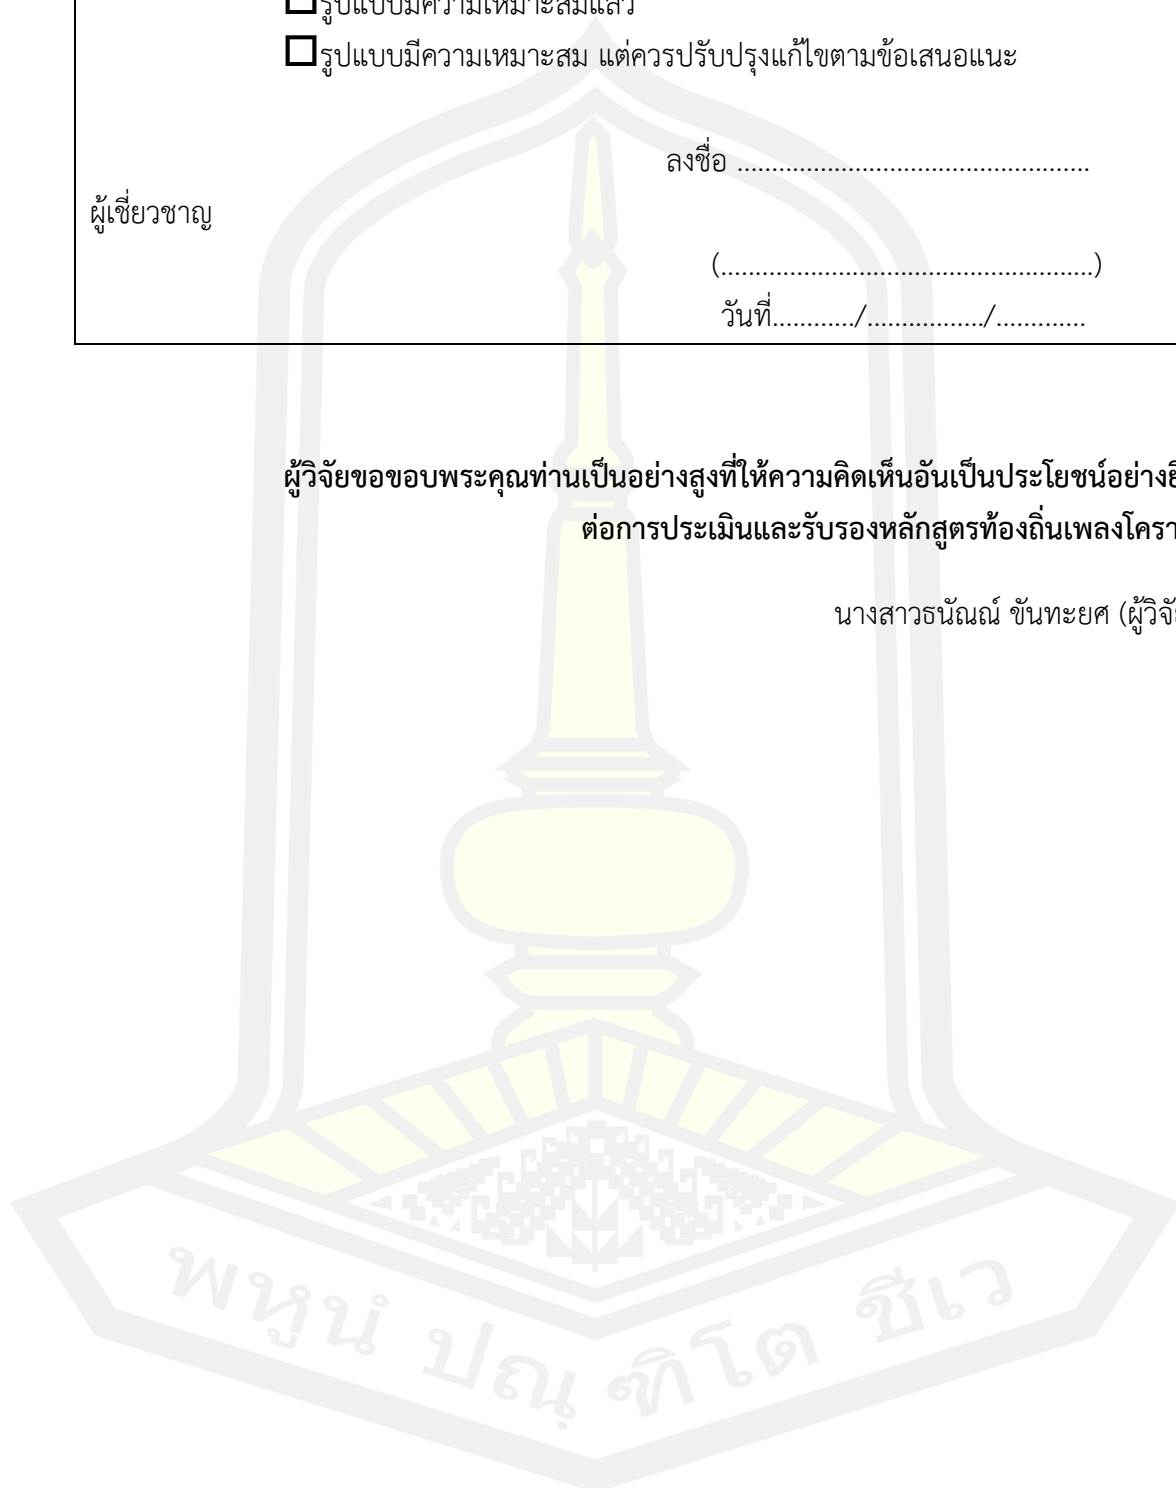 รูปแบบมีความเหมาะสมแล้ว
รูปแบบมีความเหมาะสม แต่ควรปรับปรุงแก้ไขตามข้อเสนอแนะ
ลงชื่อ ...................................................
ผู้เชี่ยวชาญ
(......................................................)
วันที่............/................./.............
ผู้วิจัยขอขอบพระคุณท่านเป็นอย่างสูงที่ให้ความคิดเห็นอันเป็นประโยชน์อย่าง
ต่อการประเมินและรับรองหลักสูตรท้องถิ่นเพลงโครา
นางสาวธนัณณ์ ขันทะยศ (ผู้วิจั
พหูนํ ปณฺฑิโต ชีเว